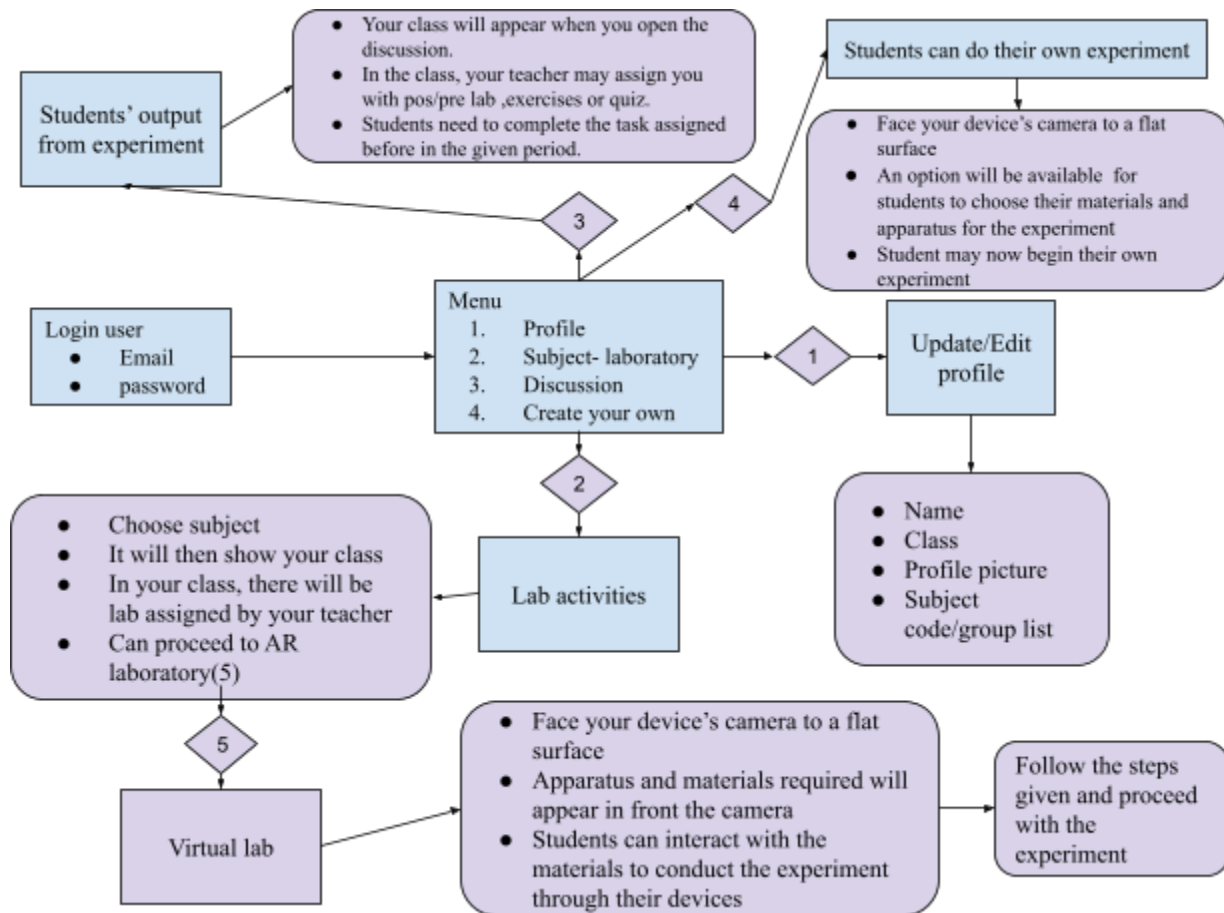 ● Your class will appear when you open the
discussion.
● In the class, your teacher may assign you
with pos/pre lab ,exercises or quiz.
● Students need to complete the task assigned
before in the given period.
Students can do their own experiment
Students' output
from experiment
● Face your device's camera to a flat
surface
● An option will be available for
students to choose their materials and
apparatus for the experiment
● Student may now begin their own
experiment
3
4
Login user
● Email
● password
Menu
1. Profile
2. Subject- laboratory
3. Discussion
4. Create your own
1
Update/Edit
profile
2
● Choose subject
● It will then show your class
● In your class, there will be
lab assigned by your teacher
● Can proceed to AR
laboratory(5)
Lab activities
● Name
● Class
● Profile picture
● Subject
code/group list
5
Virtual lab
● Face your device's camera to a flat
surface
● Apparatus and materials required will
appear in front the camera
● Students can interact with the
materials to conduct the experiment
through their devices
Follow the steps
given and proceed
with the
experiment